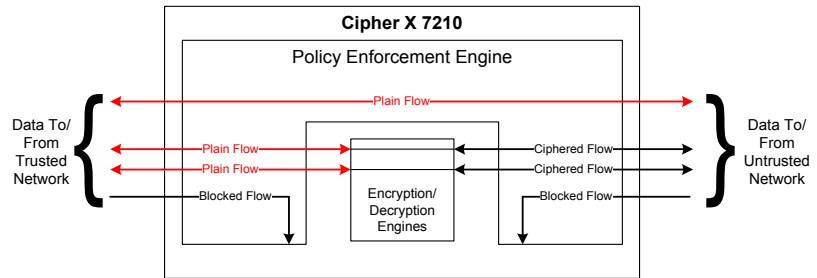 Cipher X 7210
Policy Enforcement Engine
Plain Flow
Data To/
From
Trusted
Network
Plain Flow
Plain Flow
Blocked Flow
Encryption/
Decryption
Engines
Ciphered Flow
Ciphered Flow
Blocked Flow
Data To/
From
Untrusted
Network